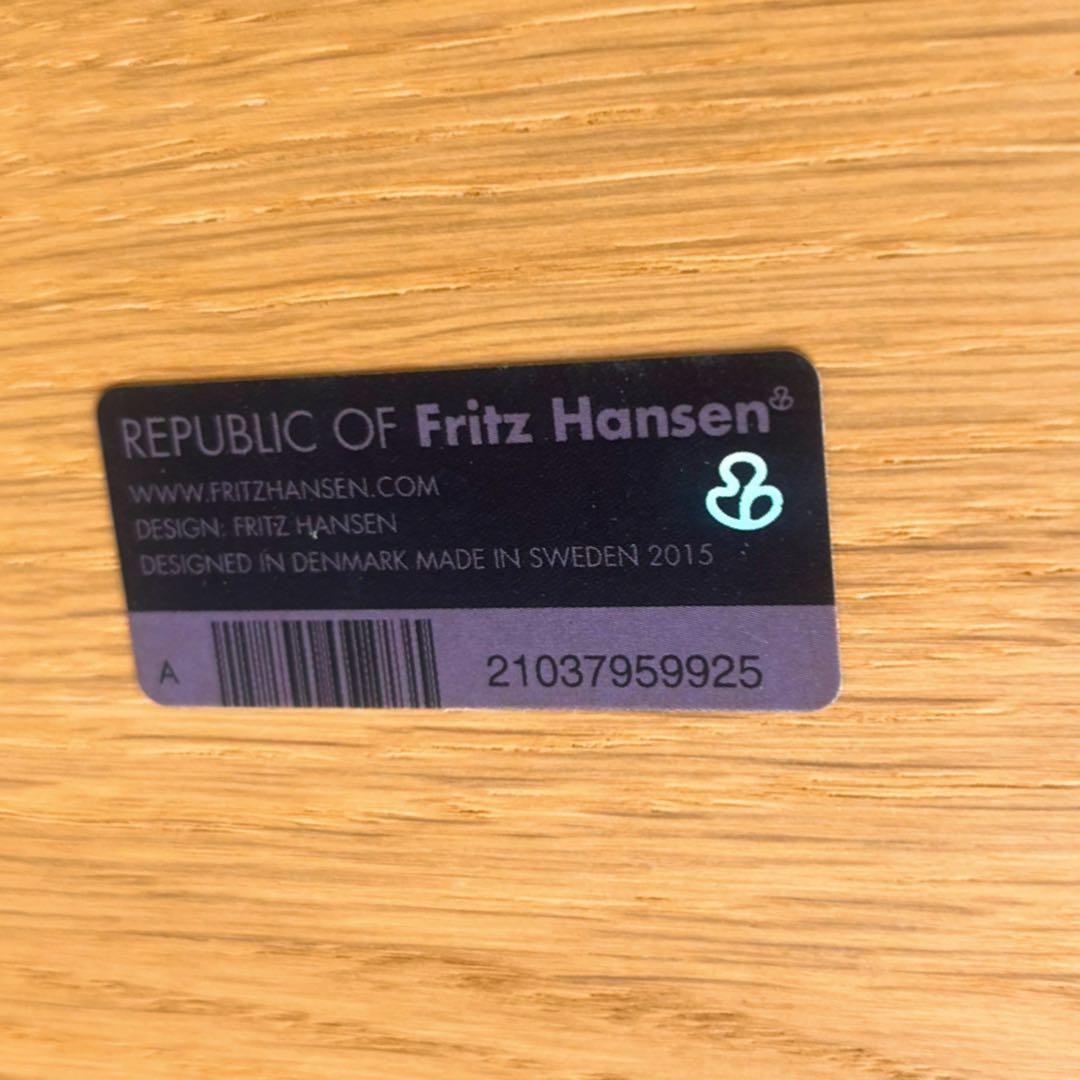 REPUBLIC OF Fritz Hansen
WWW.FRITZHANSEN.COM
DESIGN: FRITZ HANSEN
DESIGNED IN DENMARK MADE IN SWEDEN 2015
A 21037959925